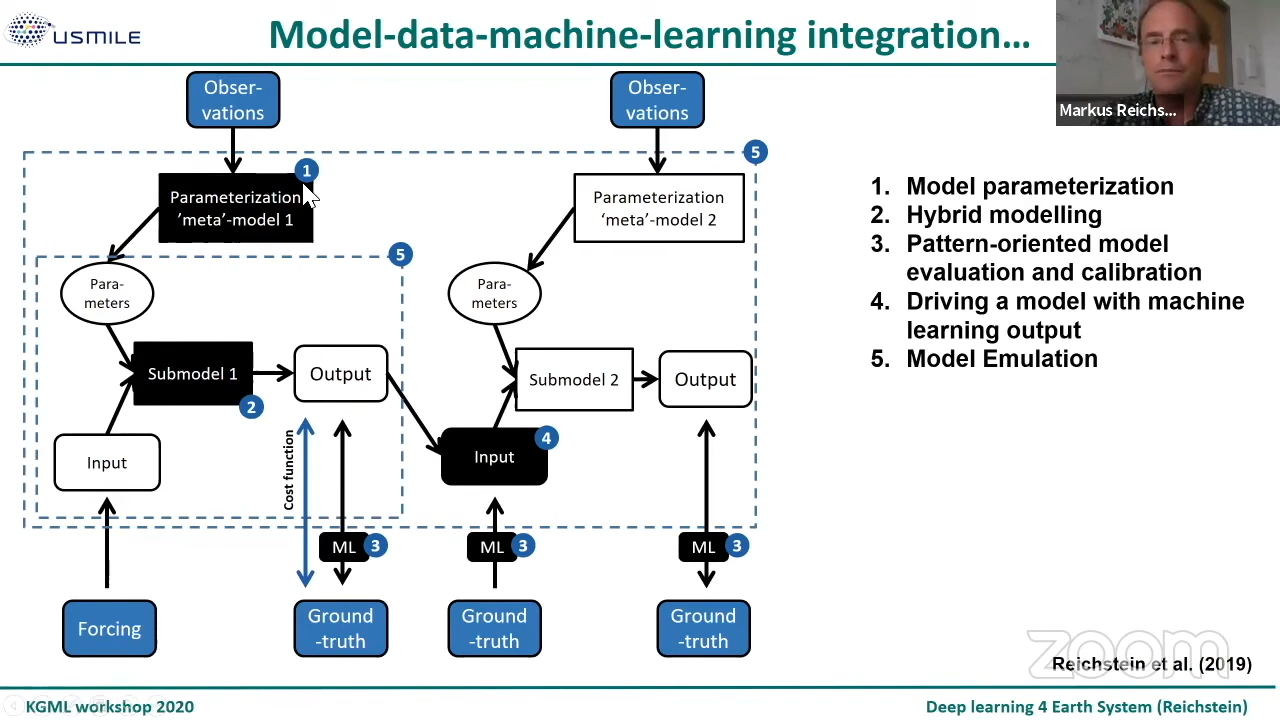 USMILE
Model-data-machine-learning integration…
Markus Reichs...
Obser-
vations
Obser-
vations
5
1
Parameterization
’meta’-model 1
Parameterization
‘meta’-model 2
5
Para-
meters
Para-
meters
Submodel 1
Output
Submodel 2
Output
2
Input
4
Input
Cost function
ML
3
ML
3
ML
3
Forcing
Ground
-truth
Ground
-truth
Ground
-truth
1. Model parameterization
2. Hybrid modelling
3. Pattern-oriented model
evaluation and calibration
4. Driving a model with machine
learning output
5. Model Emulation
zoom
Reichstein et al. (2019)
KGML workshop 2020
Deep learning 4 Earth System (Reichstein)